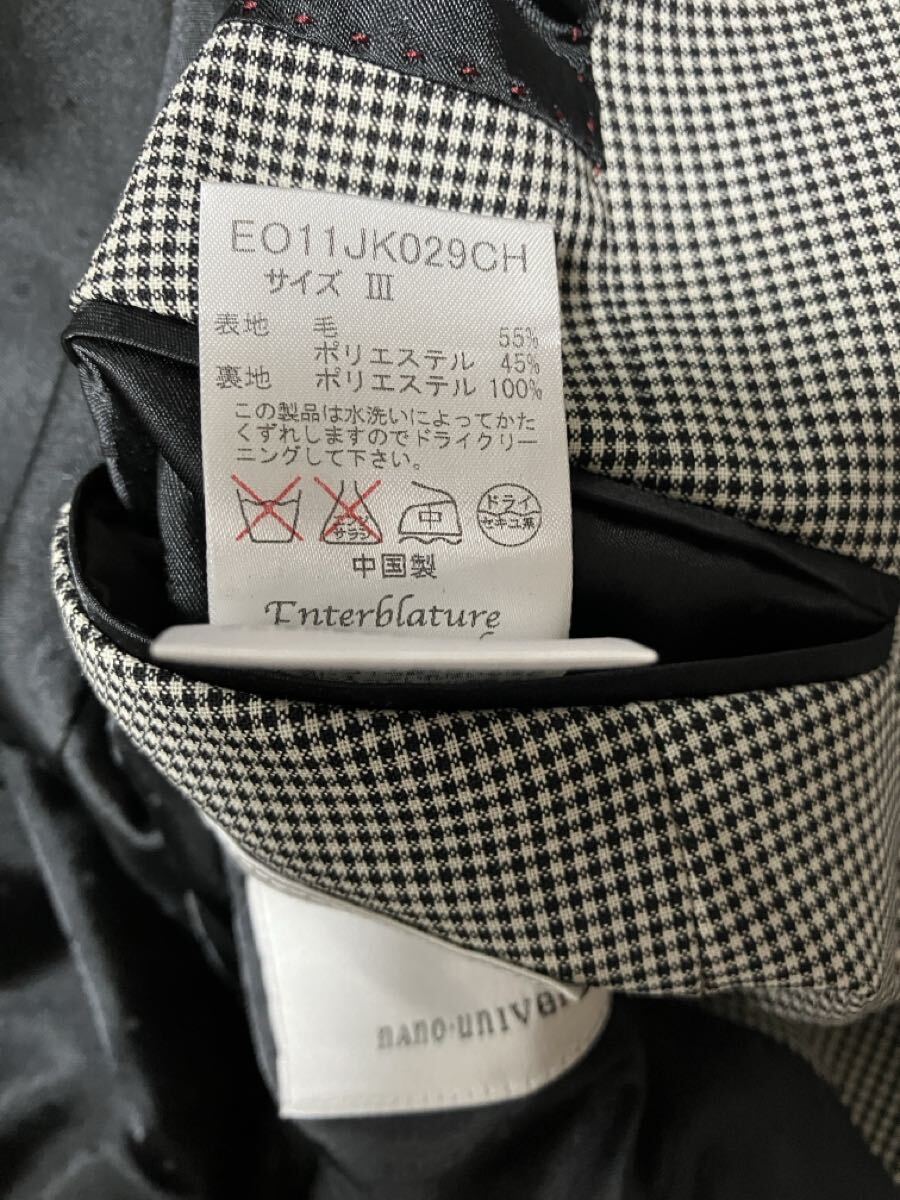 EO11JK029CH
サイズ III
表地 毛 55%
ポリエステル 45%
裏地 ポリエステル 100%
この製品は水洗いによってかた
くずれしますのでドライクリー
ニングして下さい。
中 ドライ
セキユ系
中国製
Enterblature
nano·univer